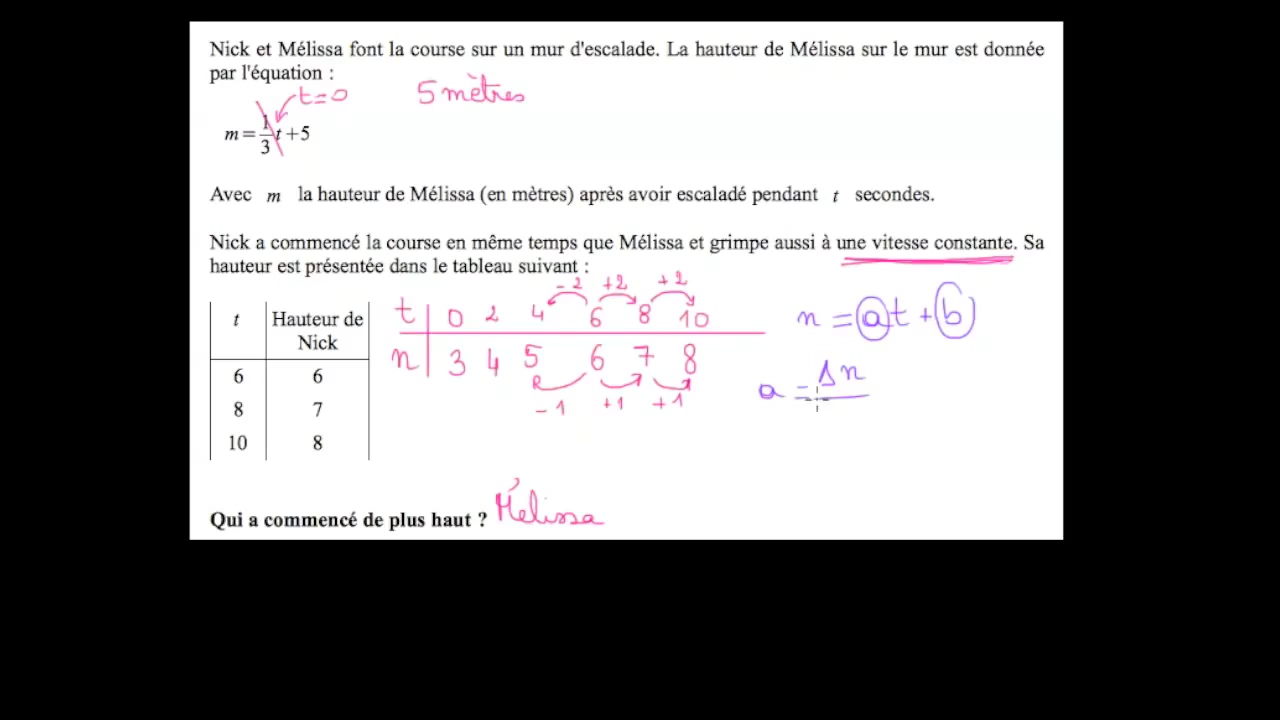 Nick et Mélissa font la course sur un mur d'escalade. La hauteur de Mélissa sur le mur est donnée
par l'équation :
t=0
5 mètres
m=1/3 t+5
Avec m la hauteur de Mélissa (en mètres) après avoir escaladé pendant t secondes.
Nick a commencé la course en même temps que Mélissa et grimpe aussi à une vitesse constante. Sa
hauteur est présentée dans le tableau suivant :
t Hauteur de Nick
6 6
8 7
10 8
-2 +2 +2
t 0 2 4 6 8 10
n 3 4 5 6 7 8
-1 +1 +1
n = at + b
a = Δn
Qui a commencé de plus haut ? Mélissa